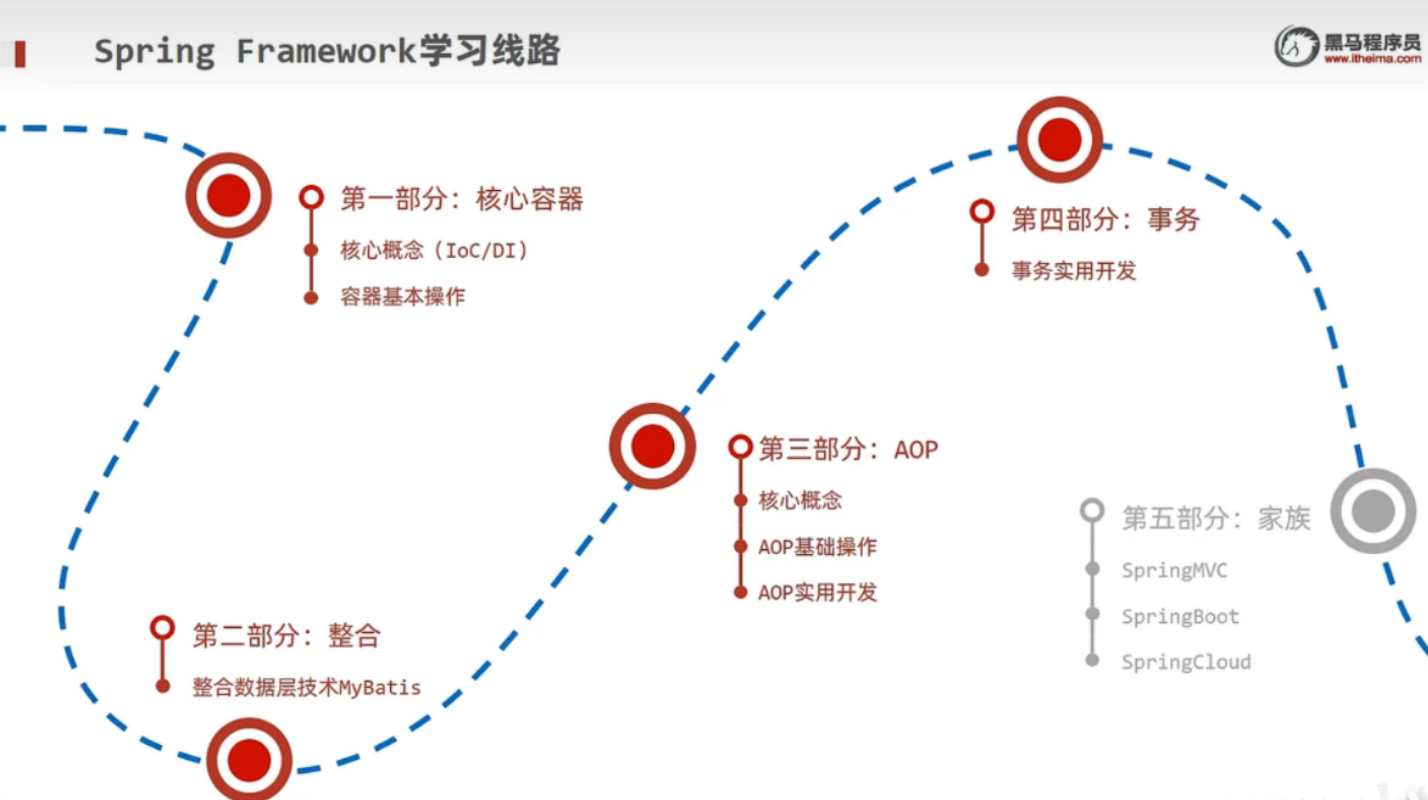 Spring Framework学习线路
黑马程序员
www.itheima.com
第一部分：核心容器
核心概念（IoC/DI）
容器基本操作
第二部分：整合
整合数据层技术MyBatis
第三部分：AOP
核心概念
AOP基础操作
AOP实用开发
第四部分：事务
事务实用开发
第五部分：家族
SpringMVC
SpringBoot
SpringCloud